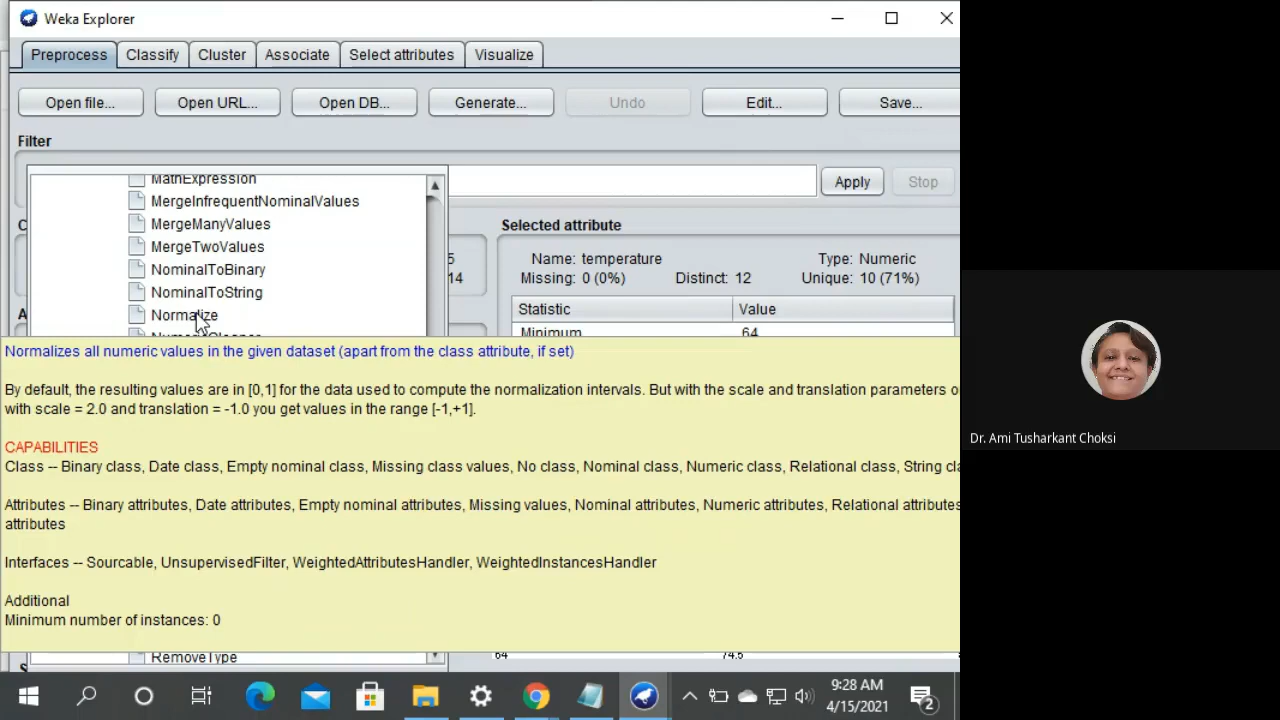 Weka Explorer
Preprocess Classify Cluster Associate Select attributes Visualize
Open file... Open URL... Open DB... Generate... Undo Edit... Save...
Filter
MathExpression
MergeInfrequentNominalValues
Apply Stop
MergeManyValues
Selected attribute
MergeTwoValues
5
Name: temperature Type: Numeric
NominalToBinary
14
Missing: 0 (0%) Distinct: 12 Unique: 10 (71%)
NominalToString
Statistic Value
Normalize
Minimum 64
Normalizes all numeric values in the given dataset (apart from the class attribute, if set)
By default, the resulting values are in [0,1] for the data used to compute the normalization intervals. But with the scale and translation parameters o
with scale = 2.0 and translation = -1.0 you get values in the range [-1,+1].
CAPABILITIES
Class -- Binary class, Date class, Empty nominal class, Missing class values, No class, Nominal class, Numeric class, Relational class, String cla
Attributes -- Binary attributes, Date attributes, Empty nominal attributes, Missing values, Nominal attributes, Numeric attributes, Relational attributes
attributes
Interfaces -- Sourcable, UnsupervisedFilter, WeightedAttributesHandler, WeightedInstancesHandler
Additional
Minimum number of instances: 0
RemoveType
64 74.5
9:28 AM
4/15/2021
2
Dr. Ami Tusharkant Choksi